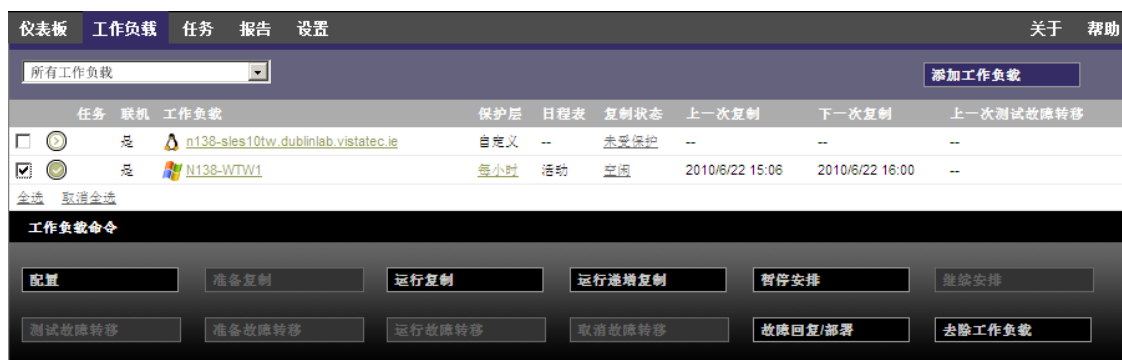 仪表板 工作负载 任务 报告 设置 关于 帮助
所有工作负载 添加工作负载
任务 联机 工作负载 保护层 日程表 复制状态 上一次复制 下一次复制 上一次测试故障转移
是 n138-sles10tw.dublinlab.vistatec.ie 自定义 -- 未受保护 -- -- --
是 N138-WTW1 每小时 活动 空闲 2010/6/22 15:06 2010/6/22 16:00 --
全选 取消全选
工作负载命令
配置 准备复制 运行复制 运行递增复制 暂停安排 继续安排
测试故障转移 准备故障转移 运行故障转移 取消故障转移 故障回复/部署 去除工作负载